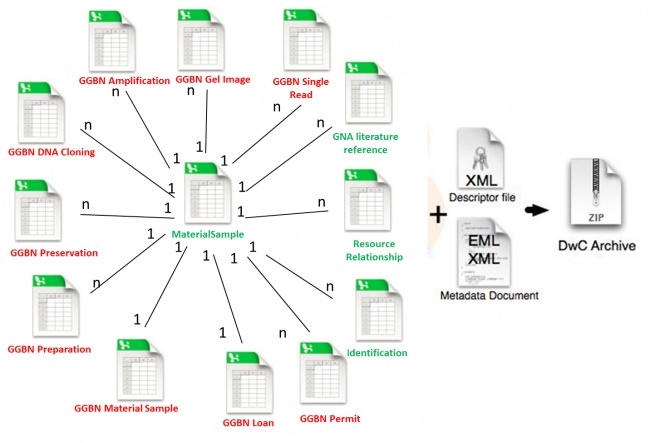 GGBN Amplification
GGBN Gel Image
GGBN Single
Read
GNA literature
reference
n
n
n
n
GGBN DNA Cloning
n
1
1
1
1
1
1
GGBN Preservation
n
1
MaterialSample
1
n
Resource
Relationship
1
1
1
1
1
n
n
1
1
n
GGBN Preparation
GGBN Material Sample
GGBN Loan
GGBN Permit
Identification
+
XML
Descriptor file
EML
XML
Metadata Document
ZIP
DwC Archive